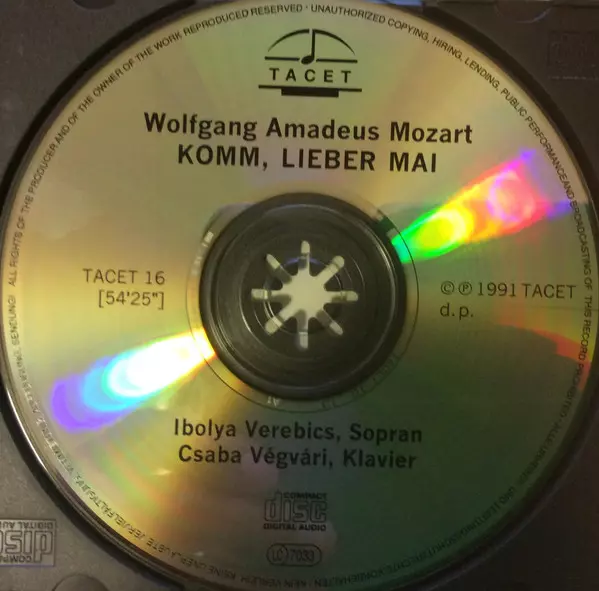 TACET
Wolfgang Amadeus Mozart
KOMM, LIEBER MAI
TACET 16
[54'25"]
©℗ 1991 TACET
d.p.
Ibolya Verebics, Sopran
Csaba Végvári, Klavier
COMPACT
disc
DIGITAL AUDIO
LC 7033
ALL RIGHTS OF THE PRODUCER AND OF THE OWNER OF THE WORK REPRODUCED RESERVED - UNAUTHORIZED COPYING, HIRING, LENDING, PUBLIC PERFORMANCE AND BROADCASTING OF THIS RECORD PROHIBITED